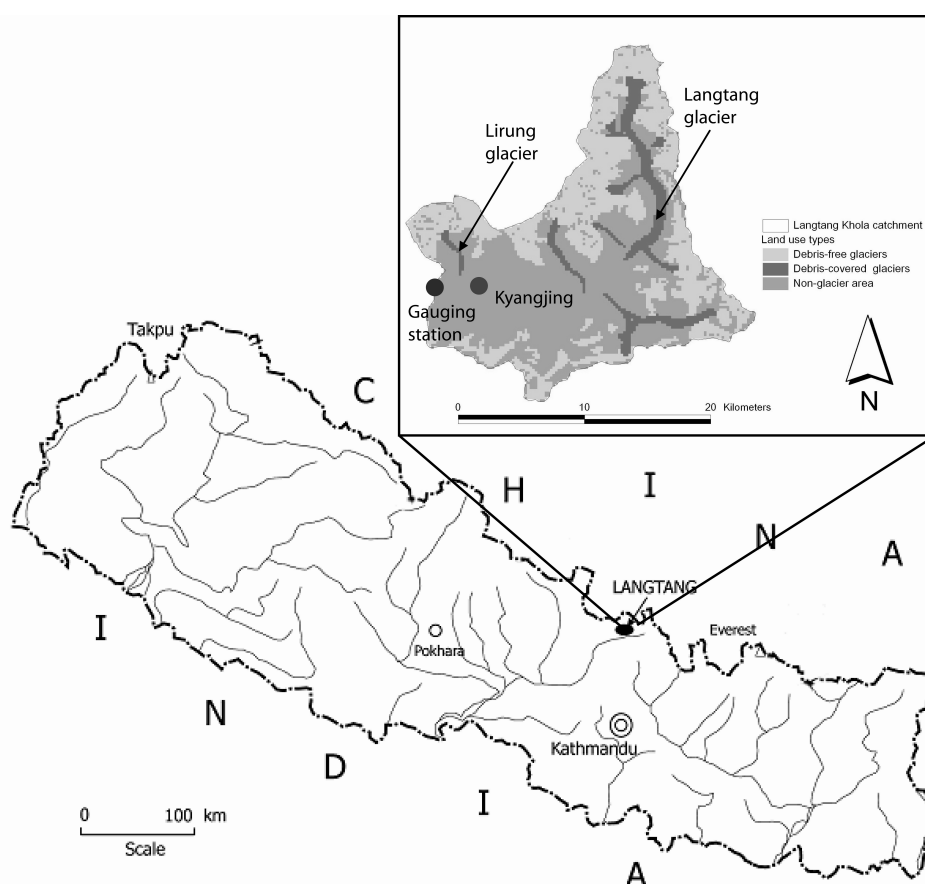 Langtang
glacier
Lirung
glacier
Langtang Khola catchment
Land use types
Debris-free glaciers
Debris-covered glaciers
Non-glacier area
Kyangjing
Gauging
station
N
0 10 20 Kilometers
Takpu
C
H
I
N
A
LANGTANG
Everest
Pokhara
Kathmandu
I
N
D
I
A
0 100 km
Scale